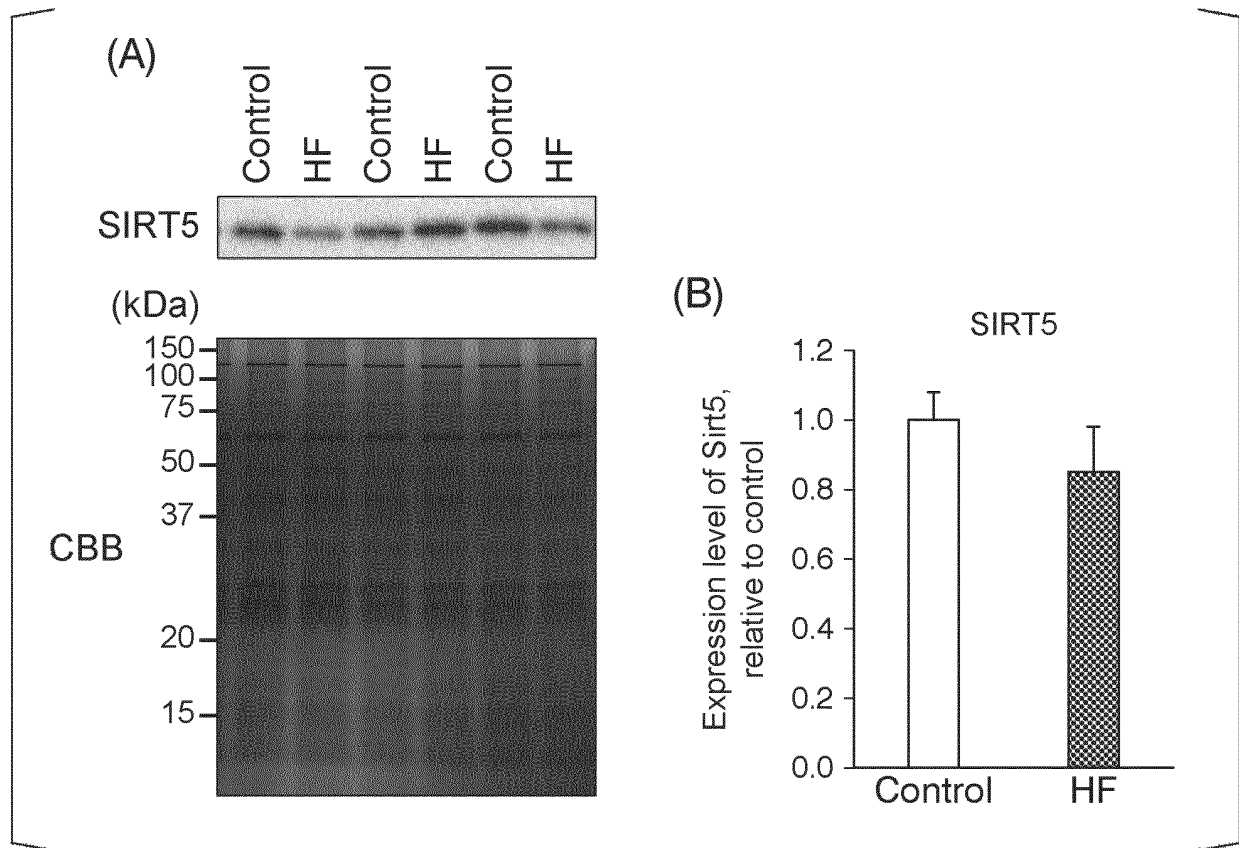 (A)
Control
HF
Control
HF
Control
HF
SIRT5
(kDa)
150
100
75
50
37
20
15
CBB
(B)
SIRT5
Expression level of Sirt5,
relative to control
1.2
1.0
0.8
0.6
0.4
0.2
0.0
Control
HF